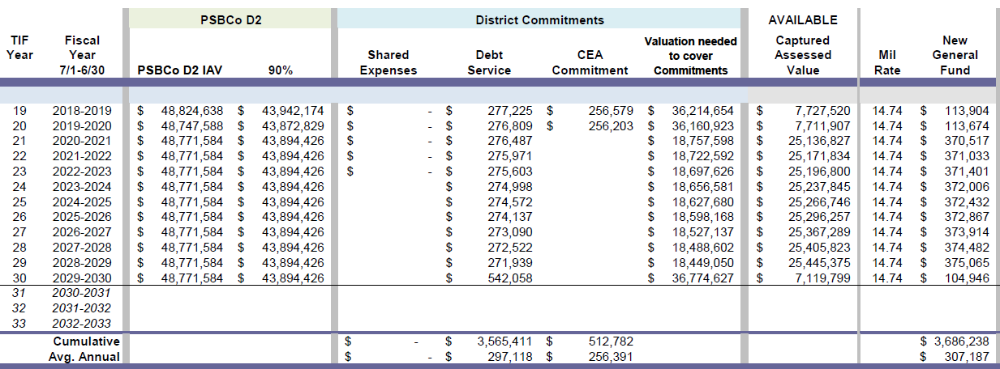 PSBCo D2 District Commitments AVAILABLE
TIF Year Fiscal Year 7/1-6/30 PSBCo D2 IAV 90% Shared Expenses Debt Service CEA Commitment Valuation needed to cover Commitments Captured Assessed Value Mil Rate New General Fund
19 2018-2019 $ 48,824,638 $ 43,942,174 $ - $ 277,225 $ 256,579 $ 36,214,654 $ 7,727,520 14.74 $ 113,904
20 2019-2020 $ 48,747,588 $ 43,872,829 $ - $ 276,809 $ 256,203 $ 36,160,923 $ 7,711,907 14.74 $ 113,674
21 2020-2021 $ 48,771,584 $ 43,894,426 $ - $ 276,487 $ 18,757,598 $ 25,136,827 14.74 $ 370,517
22 2021-2022 $ 48,771,584 $ 43,894,426 $ - $ 275,971 $ 18,722,592 $ 25,171,834 14.74 $ 371,033
23 2022-2023 $ 48,771,584 $ 43,894,426 $ - $ 275,603 $ 18,697,626 $ 25,196,800 14.74 $ 371,401
24 2023-2024 $ 48,771,584 $ 43,894,426 $ 274,998 $ 18,656,581 $ 25,237,845 14.74 $ 372,006
25 2024-2025 $ 48,771,584 $ 43,894,426 $ 274,572 $ 18,627,680 $ 25,266,746 14.74 $ 372,432
26 2025-2026 $ 48,771,584 $ 43,894,426 $ 274,137 $ 18,598,168 $ 25,296,257 14.74 $ 372,867
27 2026-2027 $ 48,771,584 $ 43,894,426 $ 273,090 $ 18,527,137 $ 25,367,289 14.74 $ 373,914
28 2027-2028 $ 48,771,584 $ 43,894,426 $ 272,522 $ 18,488,602 $ 25,405,823 14.74 $ 374,482
29 2028-2029 $ 48,771,584 $ 43,894,426 $ 271,939 $ 18,449,050 $ 25,445,375 14.74 $ 375,065
30 2029-2030 $ 48,771,584 $ 43,894,426 $ 542,058 $ 36,774,627 $ 7,119,799 14.74 $ 104,946
31 2030-2031
32 2031-2032
33 2032-2033
Cumulative $ - $ 3,565,411 $ 512,782 $ 3,686,238
Avg. Annual $ - $ 297,118 $ 256,391 $ 307,187